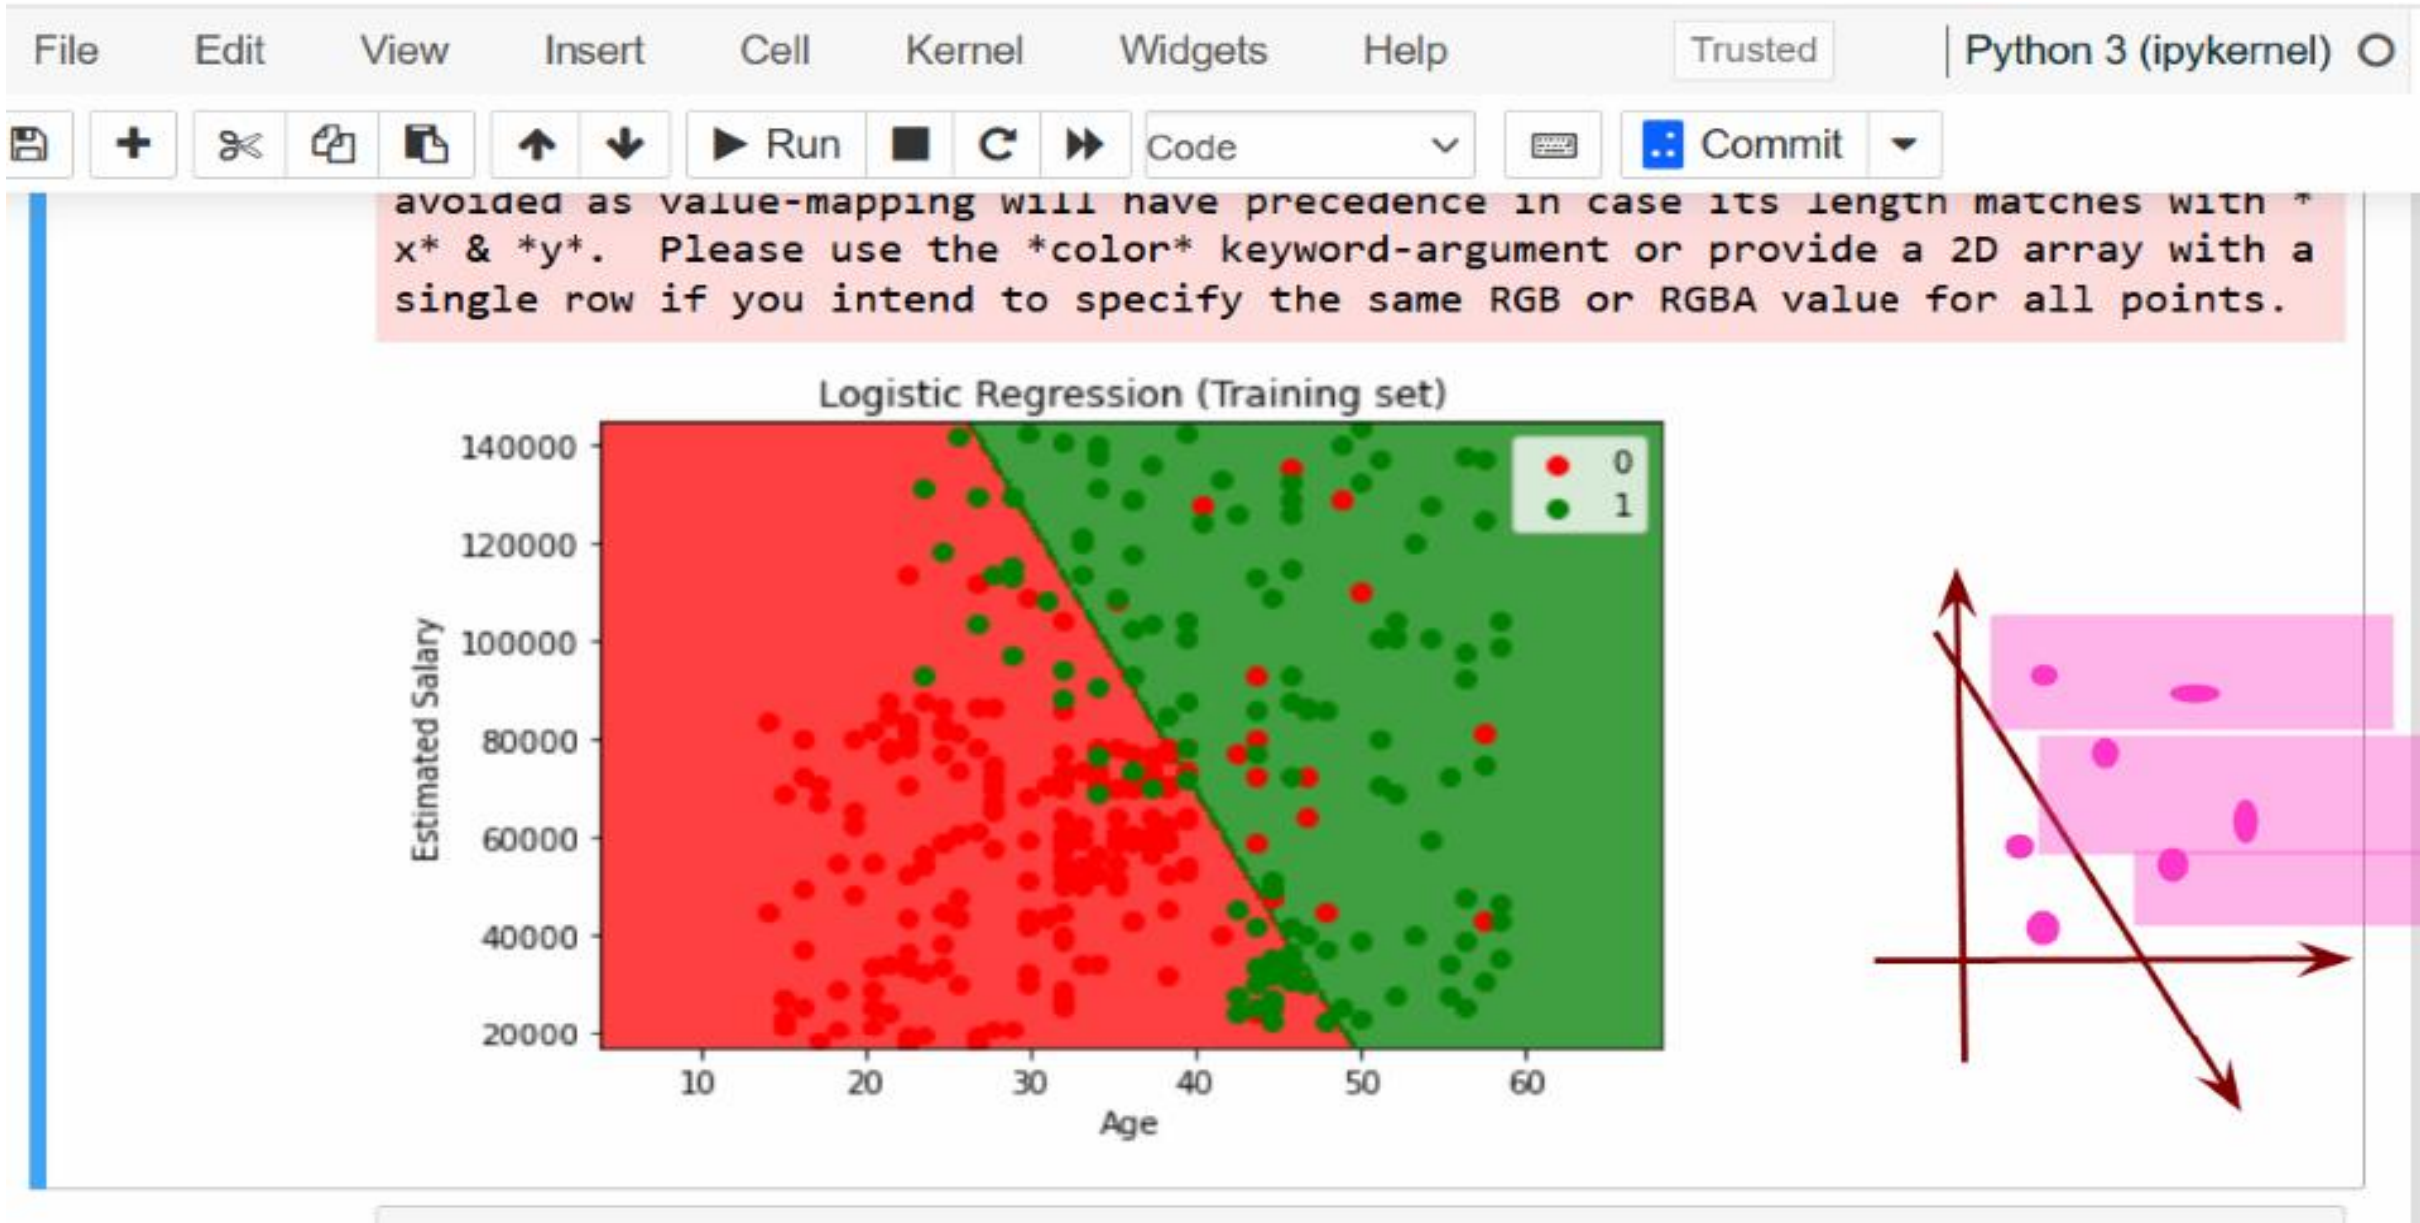 File Edit View Insert Cell Kernel Widgets Help Trusted Python 3 (ipykernel)
Run Code Commit
avoided as value-mapping will have precedence in case its length matches with *
x* & *y*.  Please use the *color* keyword-argument or provide a 2D array with a
single row if you intend to specify the same RGB or RGBA value for all points.
Logistic Regression (Training set)
140000
120000
100000
80000
60000
40000
20000
Estimated Salary
0
1
10 20 30 40 50 60
Age